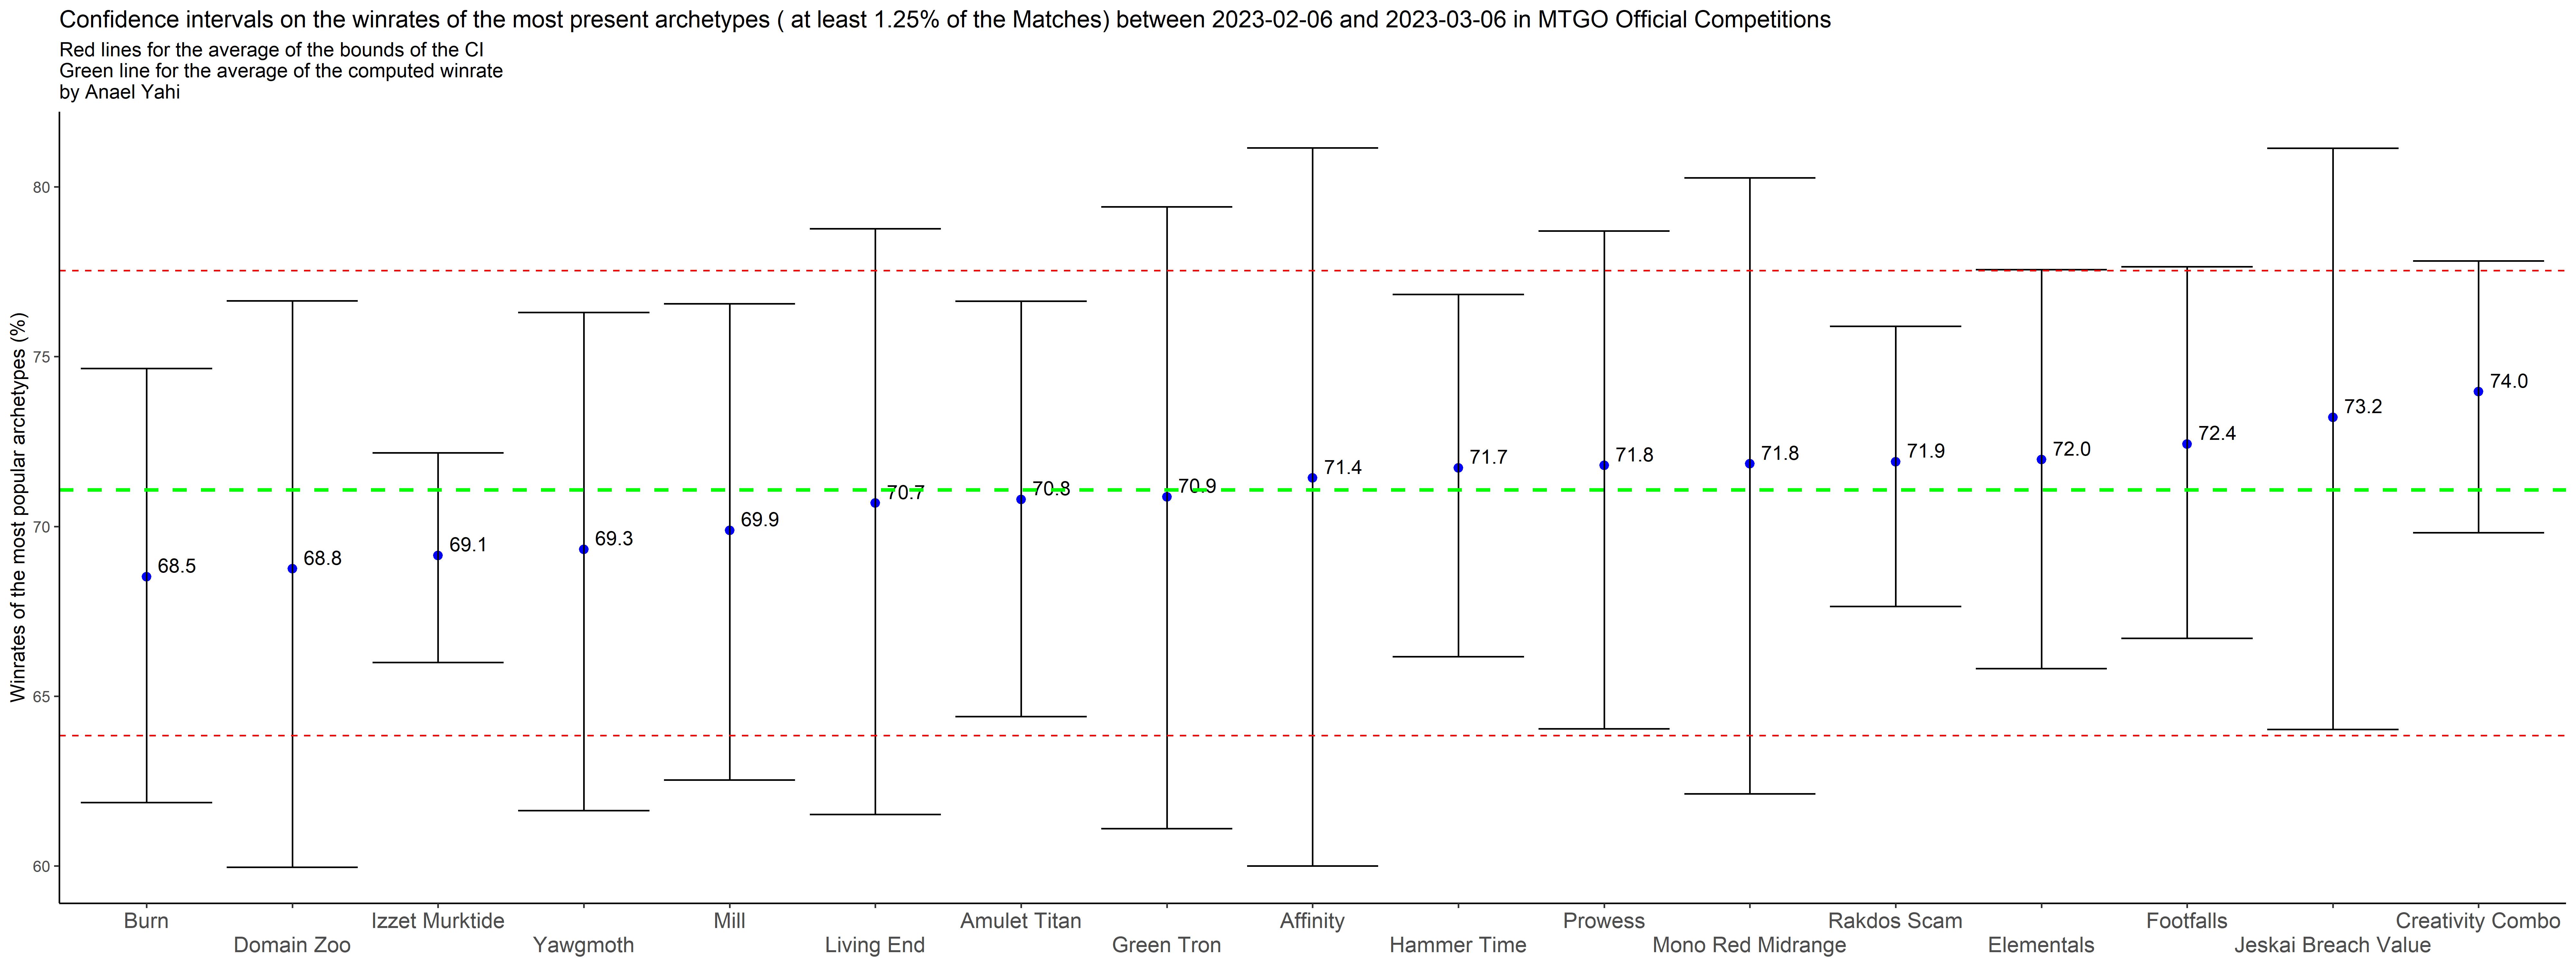 Confidence intervals on the winrates of the most present archetypes ( at least 1.25% of the Matches) between 2023-02-06 and 2023-03-06 in MTGO Official Competitions
Red lines for the average of the bounds of the CI
Green line for the average of the computed winrate
by Anael Yahi
Winrates of the most popular archetypes (%)
80
75
70
65
60
68.5
68.8
69.1
69.3
69.9
70.7
70.8
70.9
71.4
71.7
71.8
71.8
71.9
72.0
72.4
73.2
74.0
Burn
Domain Zoo
Izzet Murktide
Yawgmoth
Mill
Living End
Amulet Titan
Green Tron
Affinity
Hammer Time
Prowess
Mono Red Midrange
Rakdos Scam
Elementals
Footfalls
Jeskai Breach Value
Creativity Combo